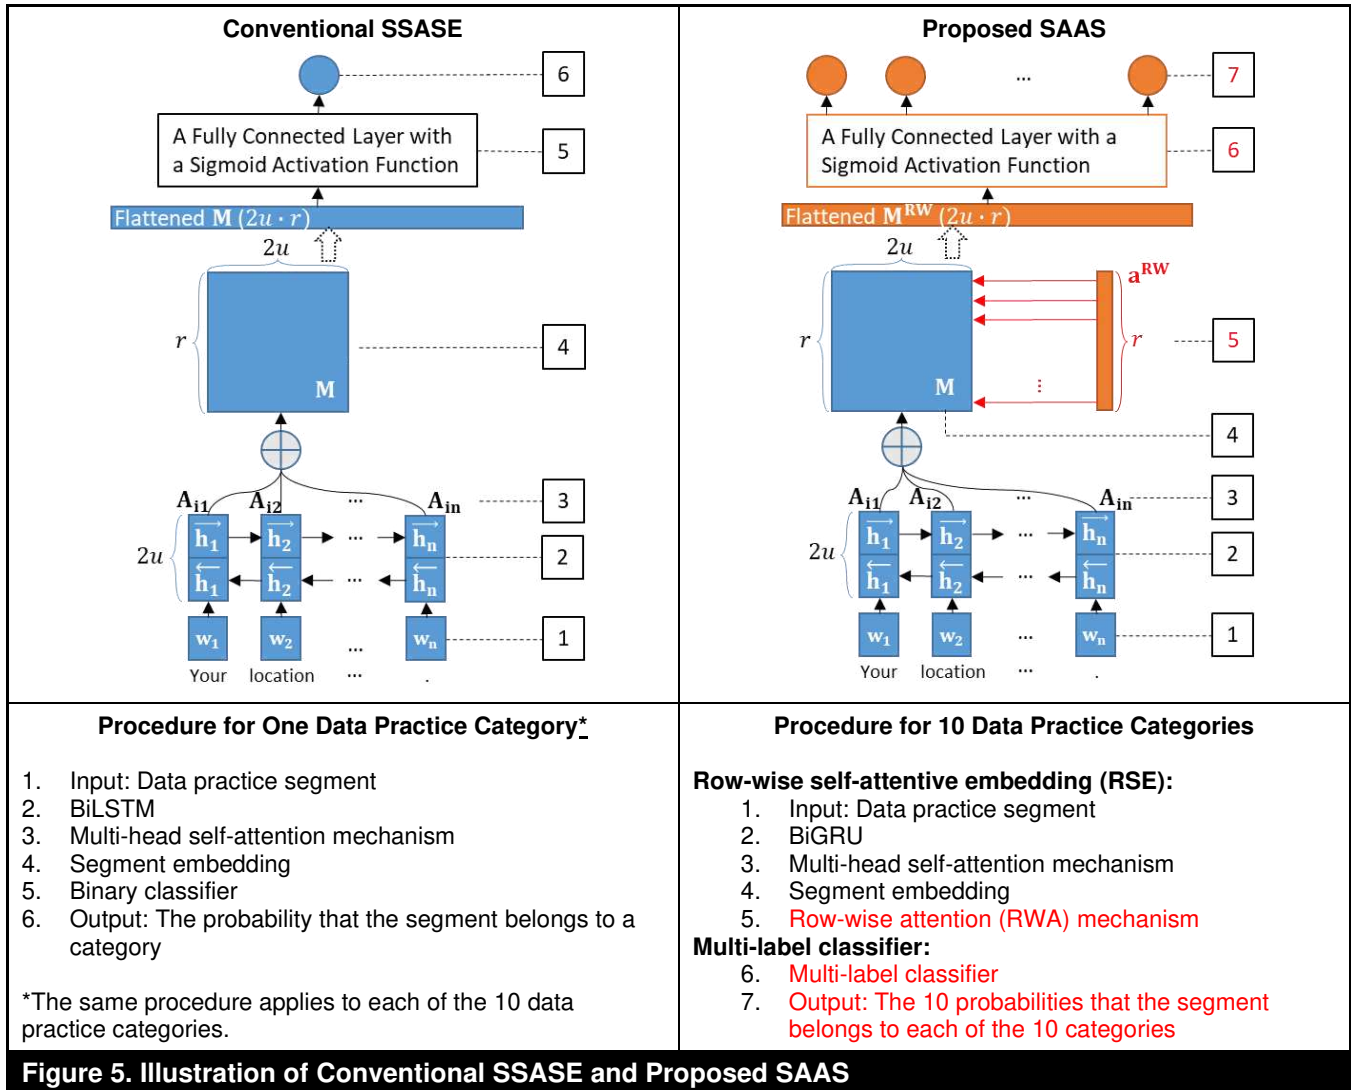 Conventional SSASE
6
A Fully Connected Layer with
a Sigmoid Activation Function
5
Flattened M (2u · r)
2u
r
M
4
A_i1 A_i2 ... A_in
3
2u
h_1 h_2 ... h_n
2
h_1 h_2 ... h_n
w_1 w_2 ... w_n
1
Your location ... .
Proposed SAAS
...
7
A Fully Connected Layer with a
Sigmoid Activation Function
6
Flattened M^RW (2u · r)
2u
a^RW
r
M
⋮
r
5
4
A_i1 A_i2 ... A_in
3
2u
h_1 h_2 ... h_n
2
h_1 h_2 ... h_n
w_1 w_2 ... w_n
1
Your location ... .
Procedure for One Data Practice Category*
1. Input: Data practice segment
2. BiLSTM
3. Multi-head self-attention mechanism
4. Segment embedding
5. Binary classifier
6. Output: The probability that the segment belongs to a
category
*The same procedure applies to each of the 10 data
practice categories.
Procedure for 10 Data Practice Categories
Row-wise self-attentive embedding (RSE):
1. Input: Data practice segment
2. BiGRU
3. Multi-head self-attention mechanism
4. Segment embedding
5. Row-wise attention (RWA) mechanism
Multi-label classifier:
6. Multi-label classifier
7. Output: The 10 probabilities that the segment
belongs to each of the 10 categories
Figure 5. Illustration of Conventional SSASE and Proposed SAAS